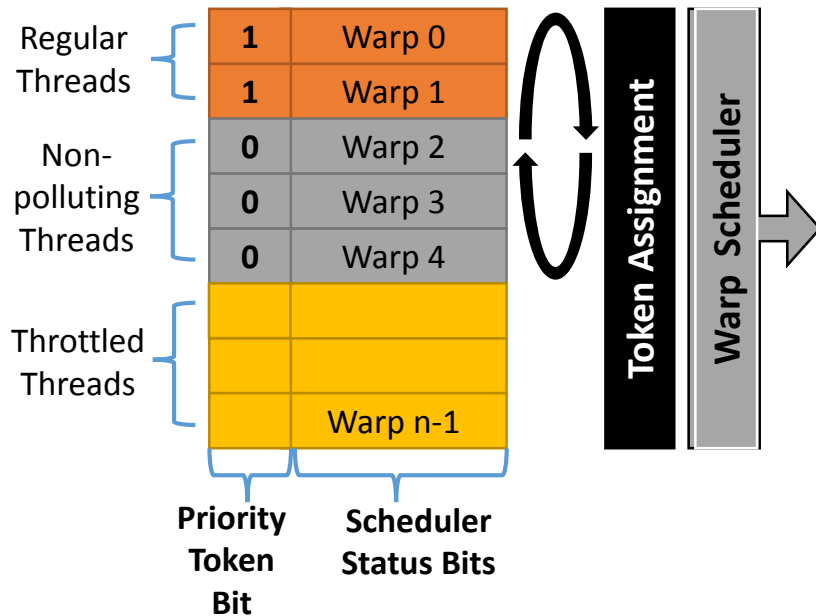 Regular
Threads
1 Warp 0
1 Warp 1
Non-
polluting
Threads
0 Warp 2
0 Warp 3
0 Warp 4
Throttled
Threads
Warp n-1
Priority
Token
Bit
Scheduler
Status Bits
Token Assignment
Warp Scheduler